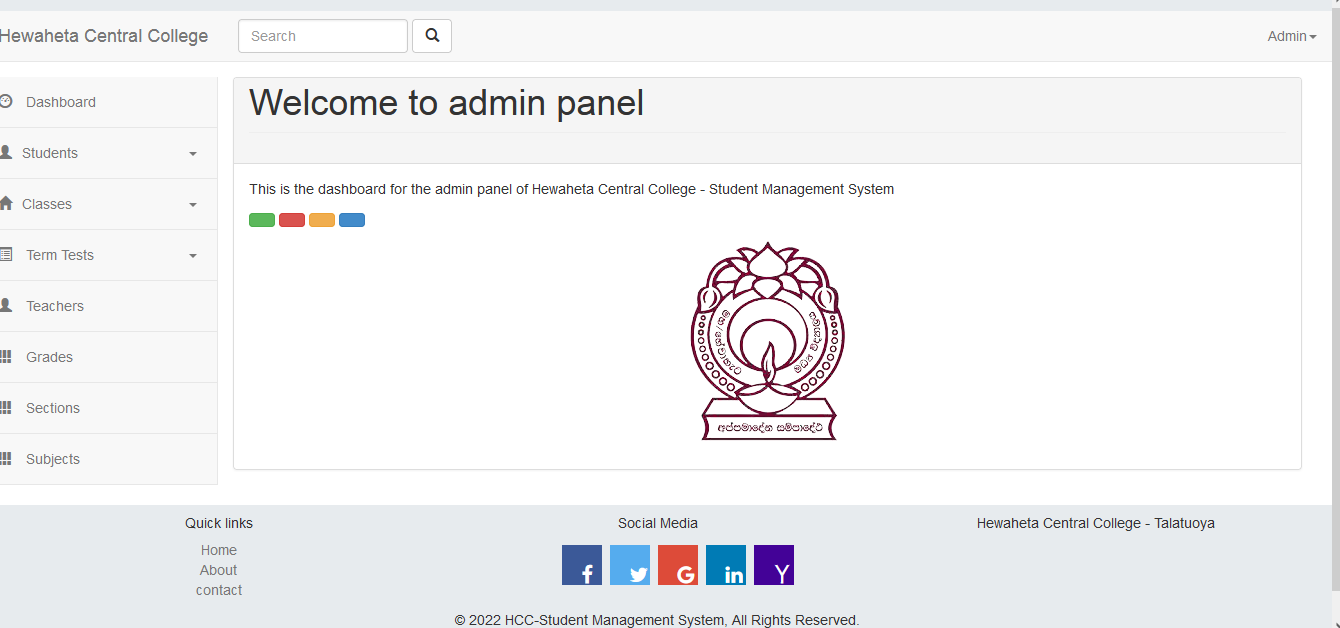 Hewaheta Central College
Search
Admin
Dashboard
Students
Classes
Term Tests
Teachers
Grades
Sections
Subjects
Welcome to admin panel
This is the dashboard for the admin panel of Hewaheta Central College - Student Management System
අප්පමාදේන සම්පාදේථ
Quick links
Home
About
contact
Social Media
Hewaheta Central College - Talatuoya
© 2022 HCC-Student Management System, All Rights Reserved.